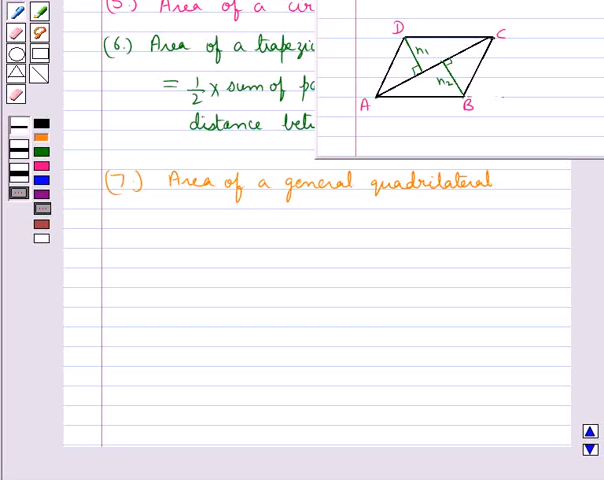 (5.) Area of a cir
(6.) Area of a trapezi
= 1/2 x sum of pa
distance betw
(7.) Area of a general quadrilateral
D
C
h1
h2
A
B